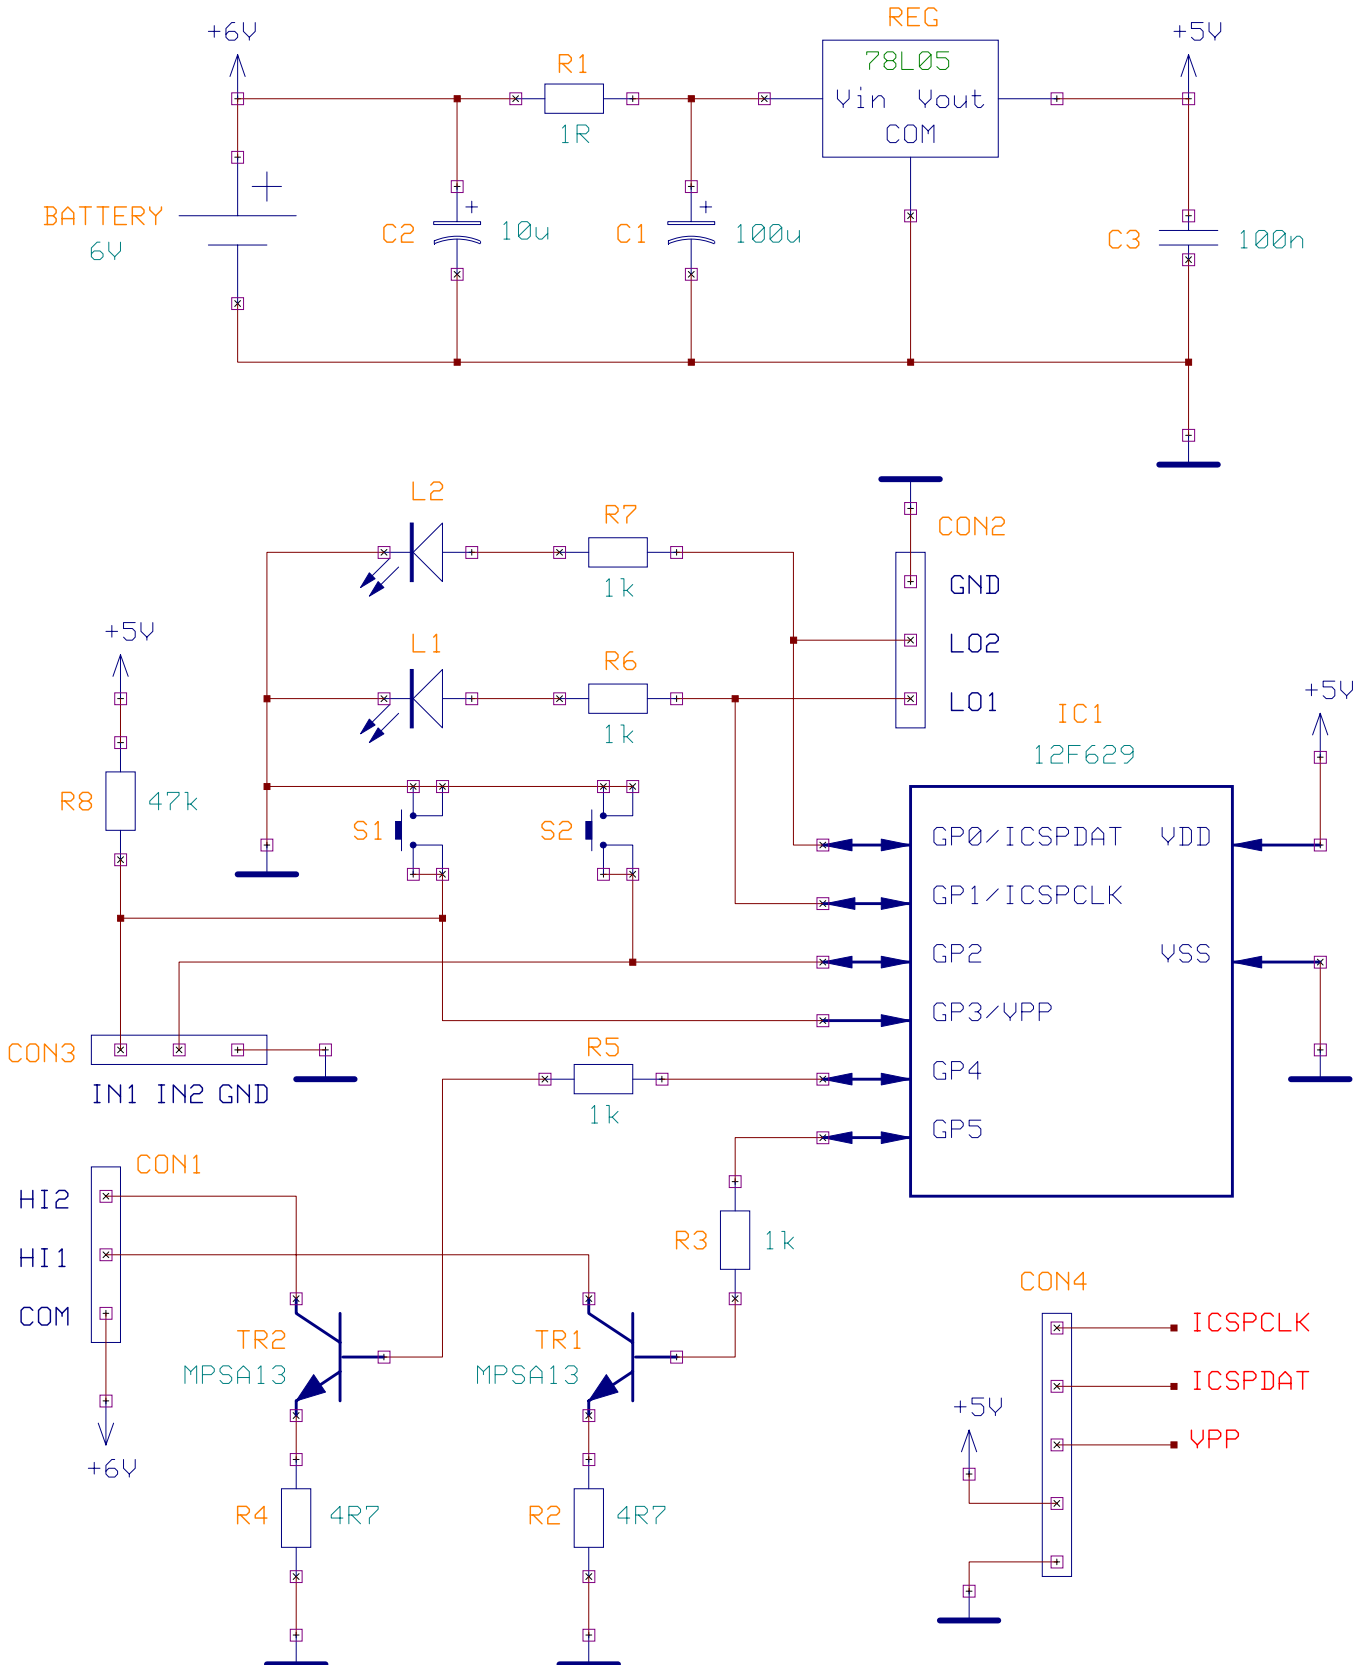 +6V
REG
+5V
R1
78L05
Vin Vout
1R
COM
BATTERY
6V
C2 10u
C1 100u
C3 100n
L2
R7
CON2
1k
GND
+5V
L1
R6
LO2
1k
LO1
+5V
IC1
12F629
R8 47k
S1
S2
GP0/ICSPDAT VDD
GP1/ICSPCLK
GP2 VSS
GP3/VPP
CON3
R5
GP4
IN1 IN2 GND
1k
GP5
CON1
HI2
HI1
COM
R3 1k
CON4
TR2
MPSA13
TR1
MPSA13
ICSPCLK
ICSPDAT
+5V
VPP
+6V
R4 4R7
R2 4R7